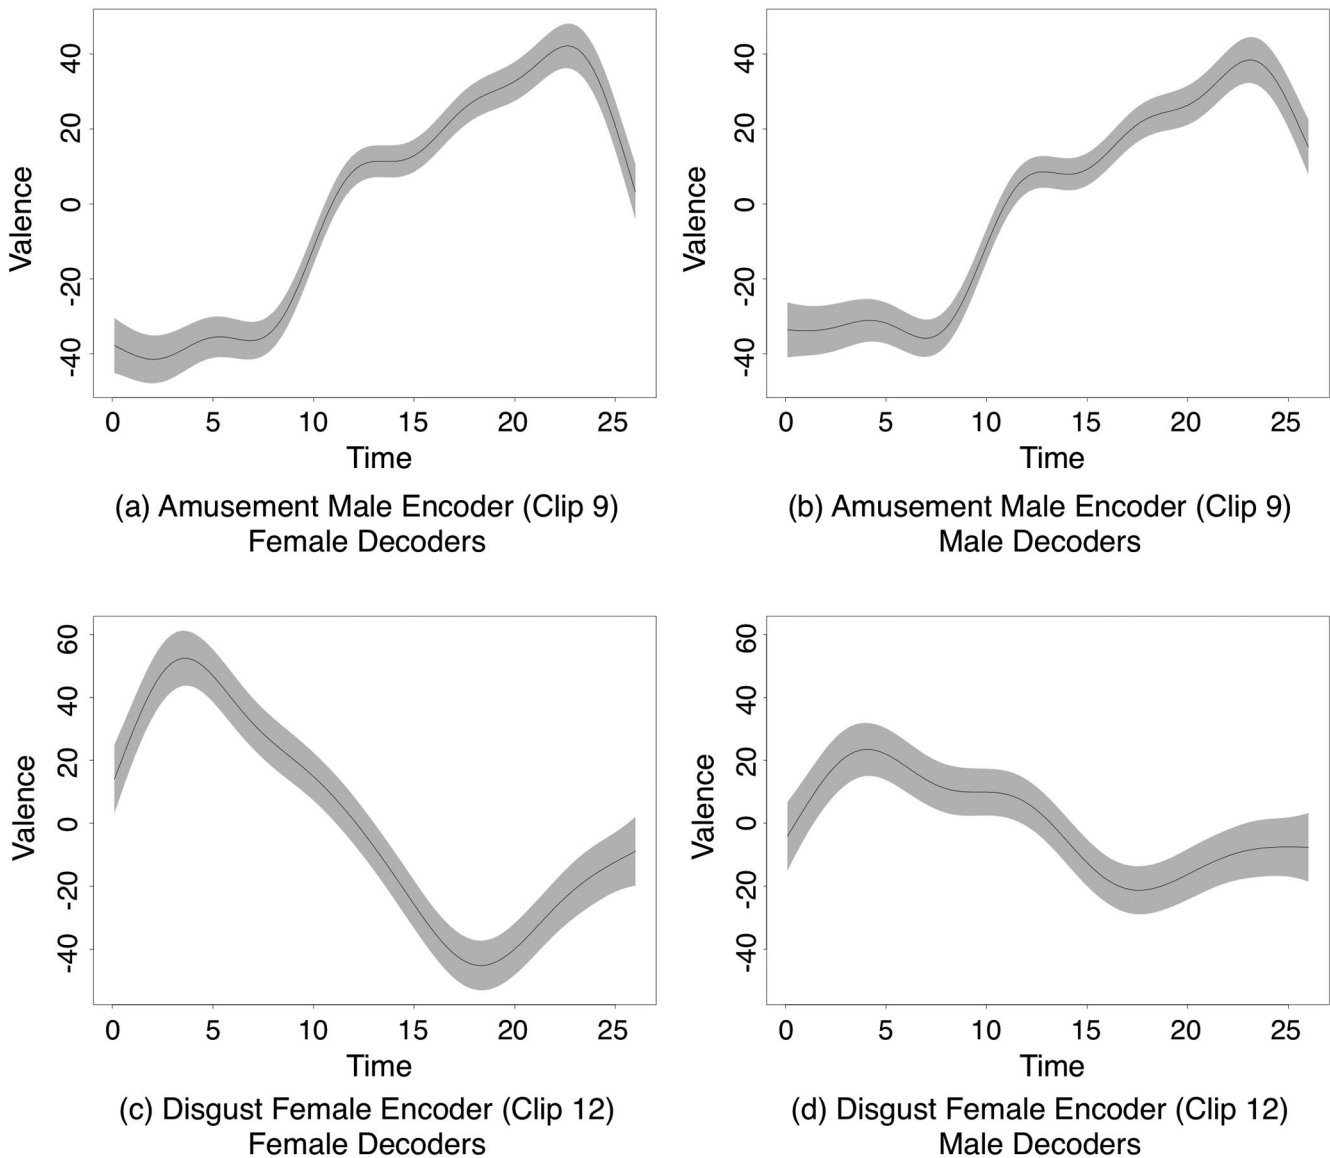 Valence
40
20
0
-20
-40
0 5 10 15 20 25
Time
(a) Amusement Male Encoder (Clip 9)
Female Decoders
Valence
40
20
0
-20
-40
0 5 10 15 20 25
Time
(b) Amusement Male Encoder (Clip 9)
Male Decoders
Valence
60
40
20
0
-20
-40
0 5 10 15 20 25
Time
(c) Disgust Female Encoder (Clip 12)
Female Decoders
Valence
60
40
20
0
-20
-40
0 5 10 15 20 25
Time
(d) Disgust Female Encoder (Clip 12)
Male Decoders